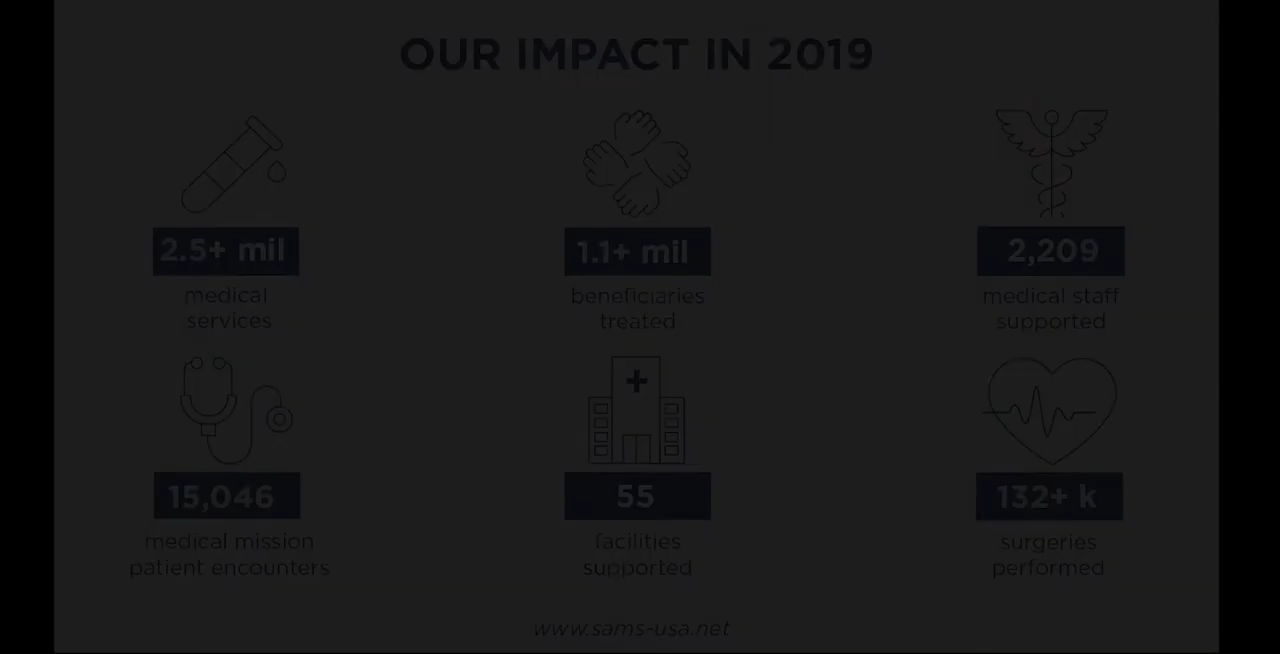 OUR IMPACT IN 2019
2.5+ mil
medical
services
1.1+ mil
beneficiaries
treated
2,209
medical staff
supported
15,046
medical mission
patient encounters
55
facilities
supported
132+ k
surgeries
performed
www.sams-usa.net